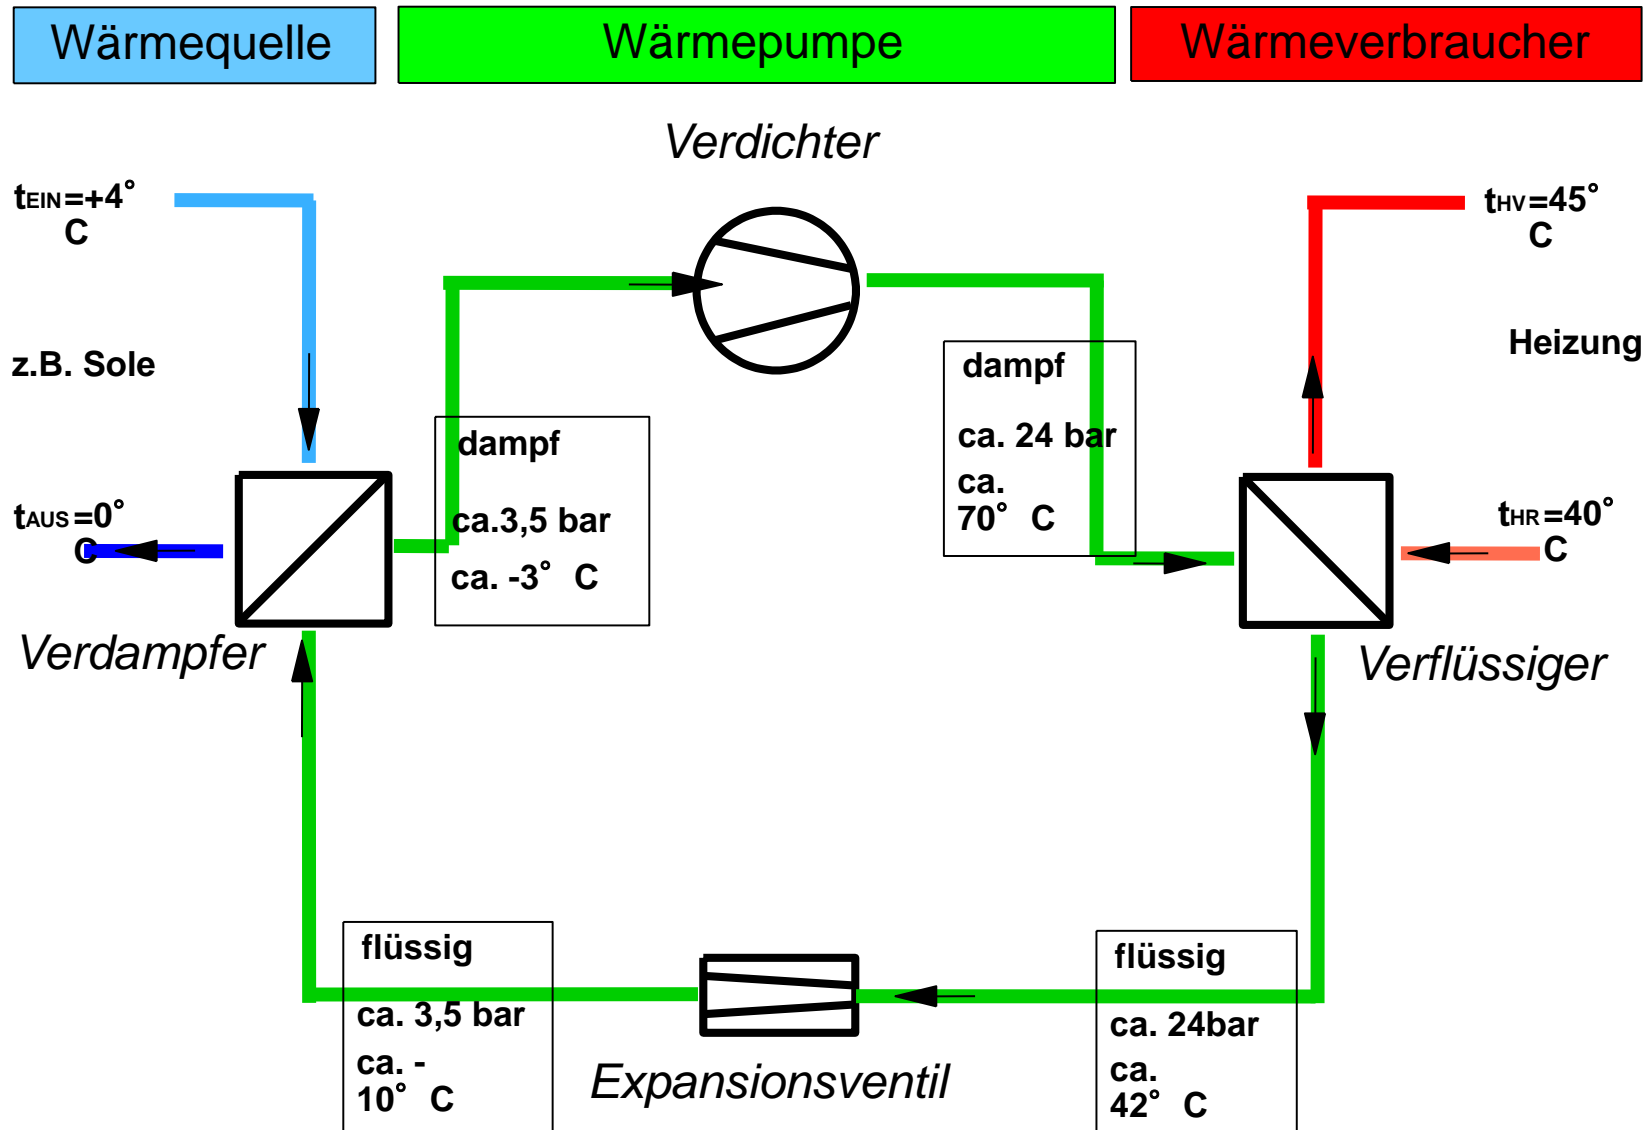 Wärmequelle
Wärmepumpe
Wärmeverbraucher
Verdichter
tEIN=+4°
C
tHV=45°
C
z.B. Sole
Heizung
dampf
ca. 24 bar
ca.
70° C
dampf
ca.3,5 bar
ca. -3° C
tAUS=0°
C
tHR=40°
C
Verdampfer
Verflüssiger
flüssig
ca. 3,5 bar
ca. -
10° C
Expansionsventil
flüssig
ca. 24bar
ca.
42° C